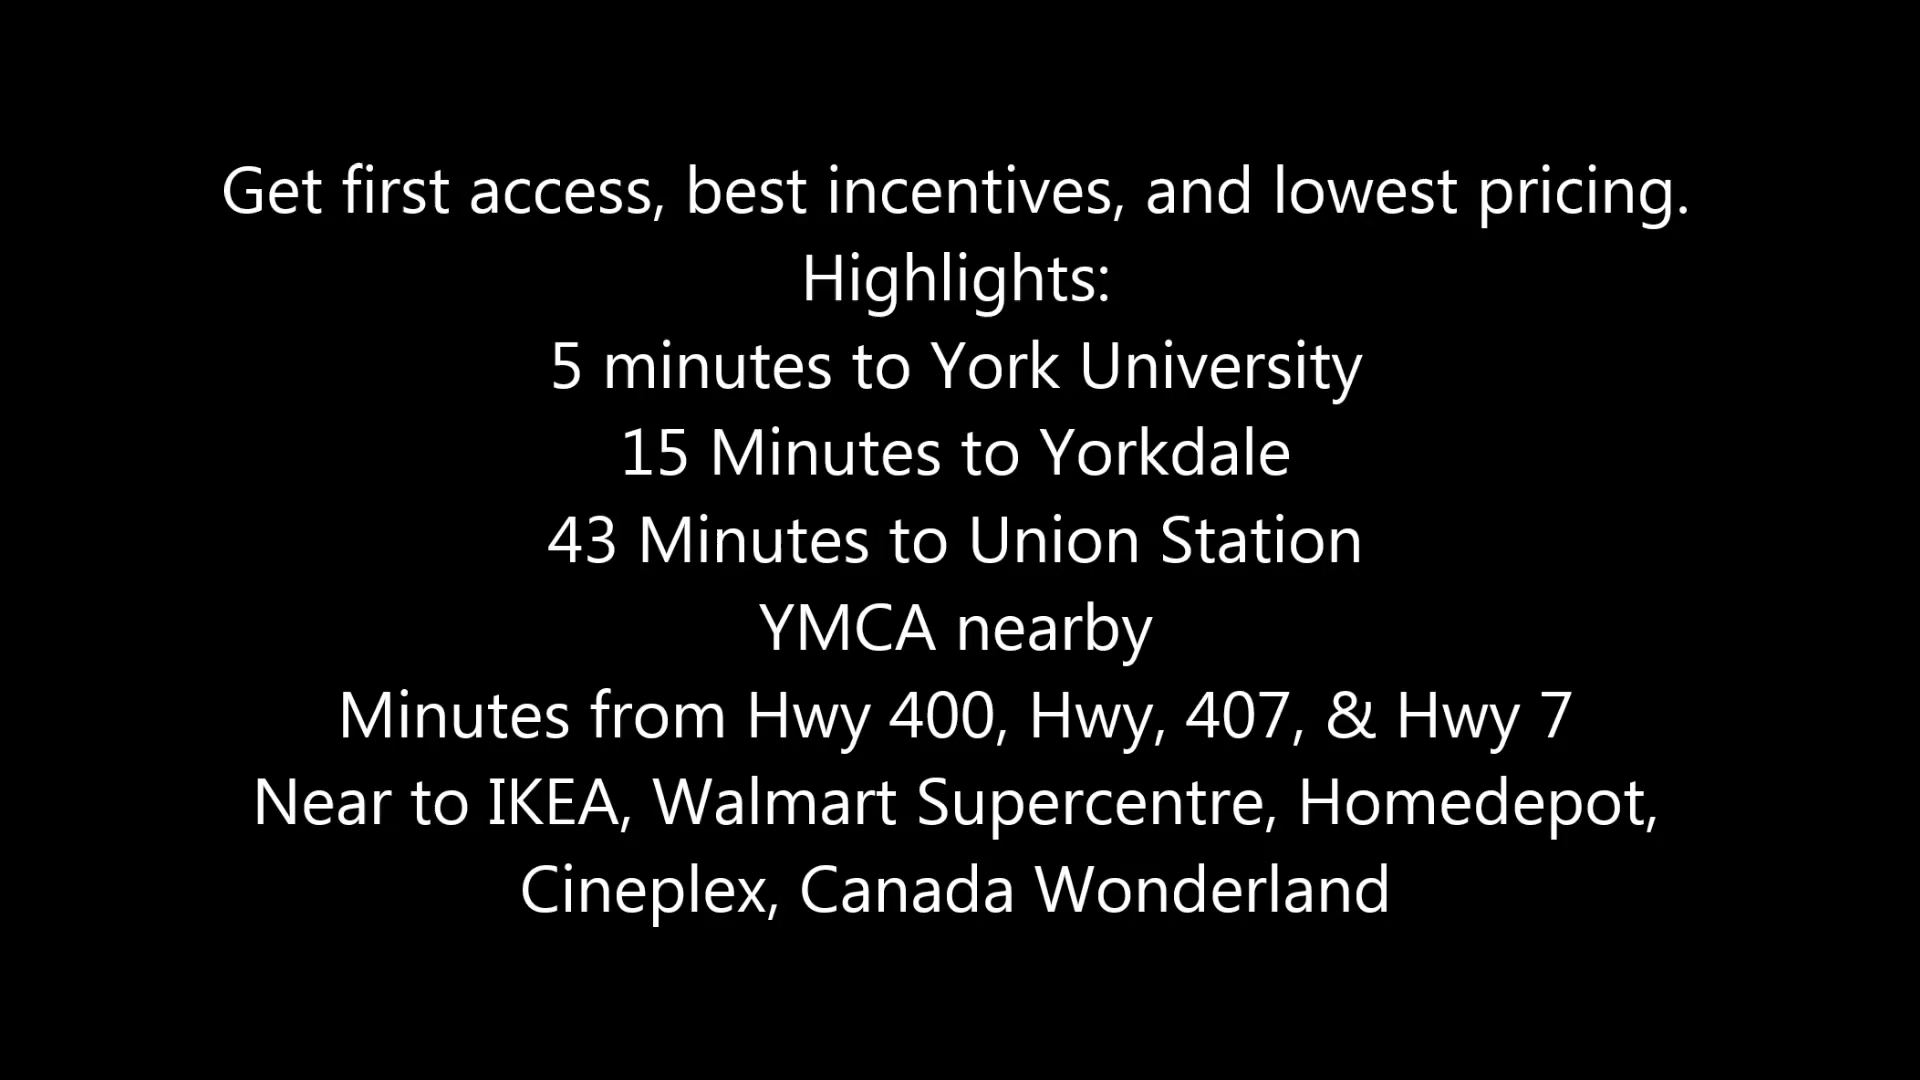 Get first access, best incentives, and lowest pricing.
Highlights:
5 minutes to York University
15 Minutes to Yorkdale
43 Minutes to Union Station
YMCA nearby
Minutes from Hwy 400, Hwy, 407, & Hwy 7
Near to IKEA, Walmart Supercentre, Homedepot,
Cineplex, Canada Wonderland